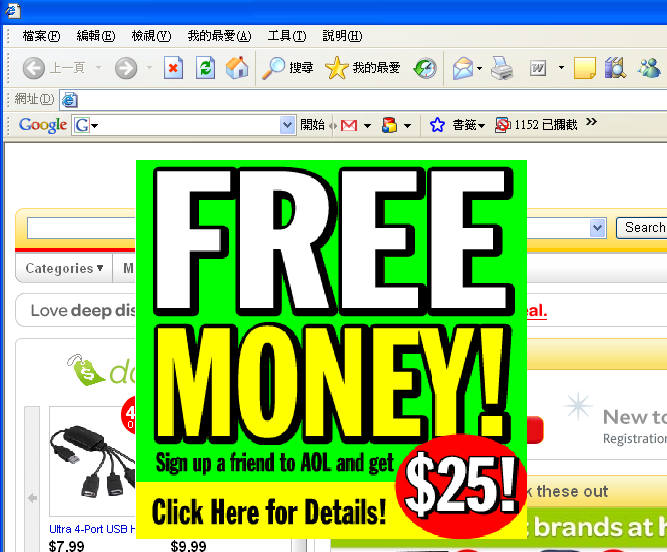 檔案(F) 編輯(E) 檢視(V) 我的最愛(A) 工具(T) 說明(H)
上一頁 搜尋 我的最愛
網址(D)
Google G 開始 書籤 1152 已攔截 »
FREE
Search
Categories
M
Love deep dis
eal.
MONEY!
do
New to
Registration
Sign up a friend to AOL and get
$25!
Click Here for Details!
k these out
brands at
Ultra 4-Port USB H
$7.99 $9.99